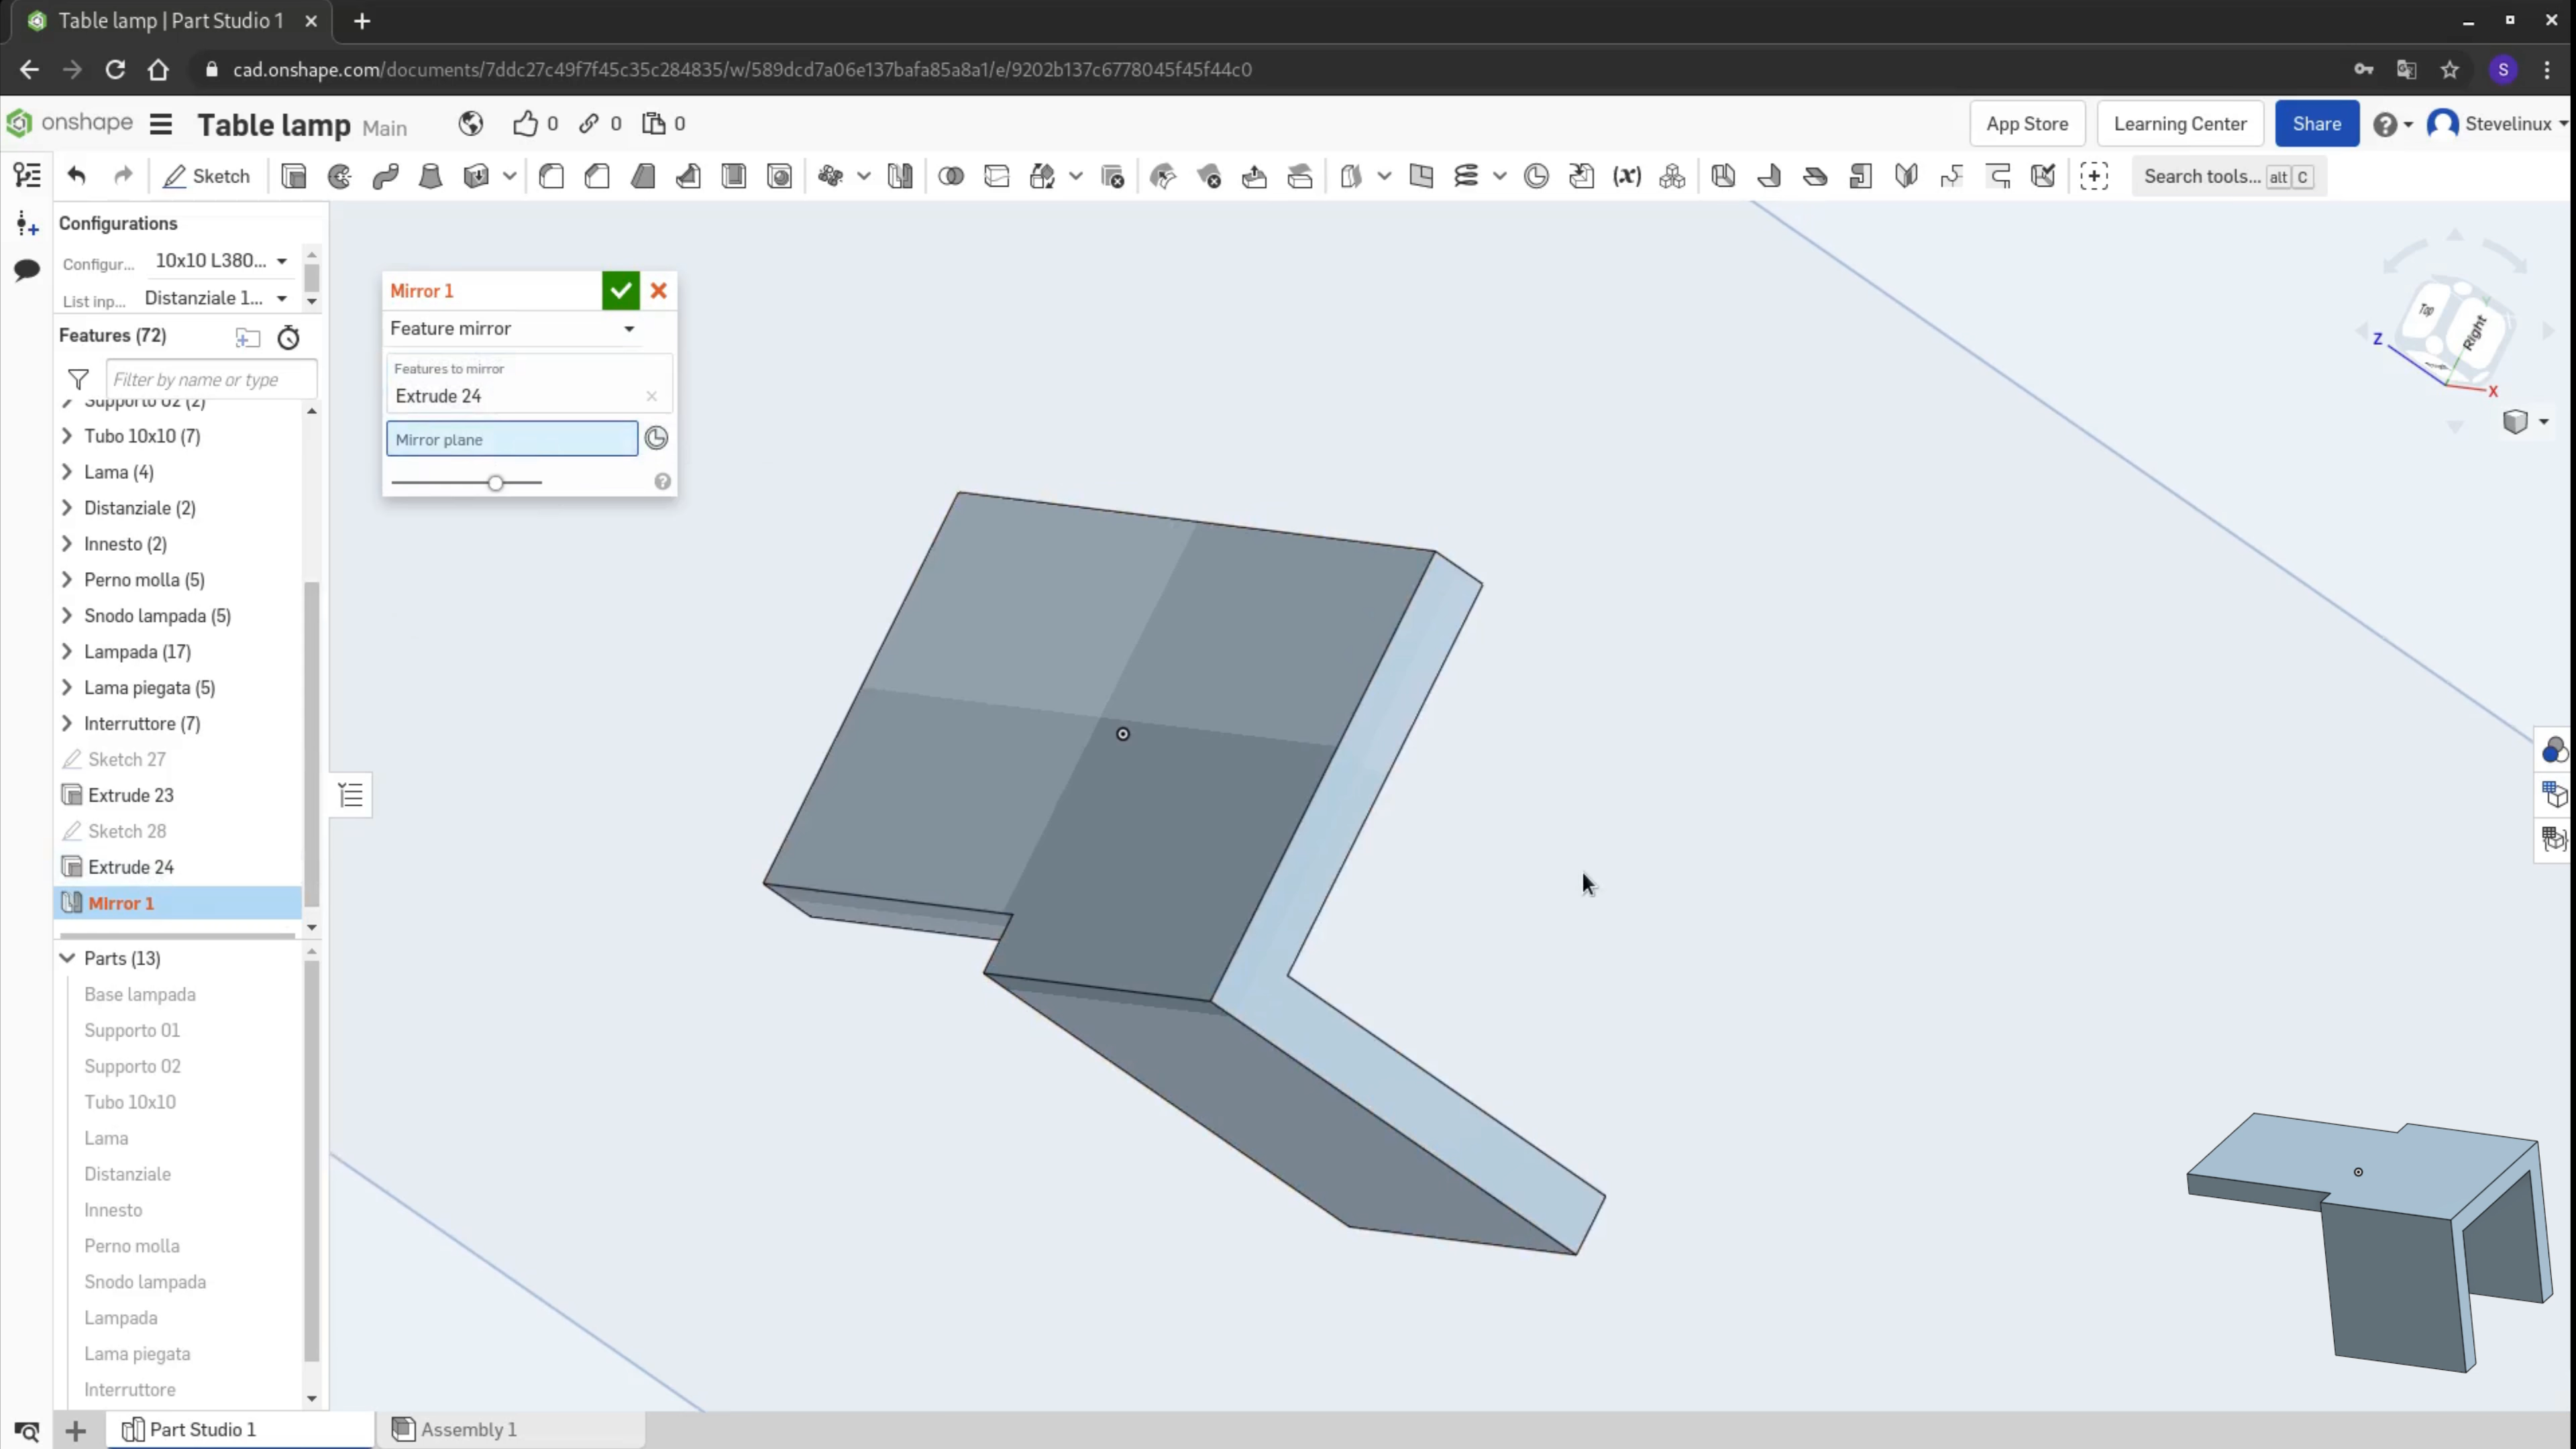 Table lamp | Part Studio 1
cad.onshape.com/documents/7ddc27c49f7f45c35c284835/w/589dcd7a06e137bafa85a8a1/e/9202b137c6778045f45f44c0
S
onshape
Table lamp Main
0
0
0
App Store
Learning Center
Share
Stevelinux
Sketch
(x)
Search tools... alt C
Configurations
Configur... 10x10 L380...
List inp... Distanziale 1...
Features (72)
Filter by name or type
Supporto 02 (2)
Tubo 10x10 (7)
Lama (4)
Distanziale (2)
Innesto (2)
Perno molla (5)
Snodo lampada (5)
Lampada (17)
Lama piegata (5)
Interruttore (7)
Sketch 27
Extrude 23
Sketch 28
Extrude 24
Mirror 1
Parts (13)
Base lampada
Supporto 01
Supporto 02
Tubo 10x10
Lama
Distanziale
Innesto
Perno molla
Snodo lampada
Lampada
Lama piegata
Interruttore
Mirror 1
Feature mirror
Features to mirror
Extrude 24
Mirror plane
Top
Right
Z
X
Part Studio 1
Assembly 1